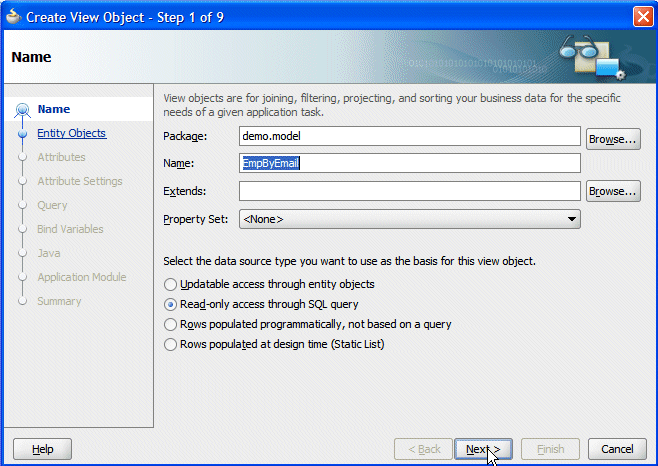 Create View Object - Step 1 of 9
Name
Name
Entity Objects
Attributes
Attribute Settings
Query
Bind Variables
Java
Application Module
Summary
View objects are for joining, filtering, projecting, and sorting your business data for the specific
needs of a given application task.
Package: demo.model Browse...
Name: EmpByEmail
Extends: Browse...
Property Set: <None>
Select the data source type you want to use as the basis for this view object.
Updatable access through entity objects
Read-only access through SQL query
Rows populated programmatically, not based on a query
Rows populated at design time (Static List)
Help < Back Next > Finish Cancel